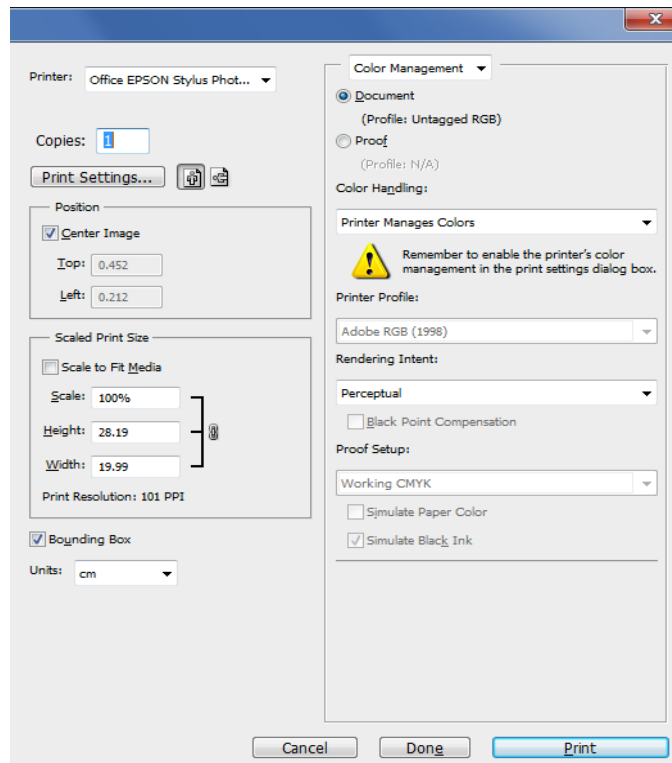 Printer: Office EPSON Stylus Phot...
Copies: 1
Print Settings...
Position
Center Image
Top: 0.452
Left: 0.212
Scaled Print Size
Scale to Fit Media
Scale: 100%
Height: 28.19
Width: 19.99
Print Resolution: 101 PPI
Bounding Box
Units: cm
Color Management
Document
(Profile: Untagged RGB)
Proof
(Profile: N/A)
Color Handling:
Printer Manages Colors
Remember to enable the printer's color
management in the print settings dialog box.
Printer Profile:
Adobe RGB (1998)
Rendering Intent:
Perceptual
Black Point Compensation
Proof Setup:
Working CMYK
Simulate Paper Color
Simulate Black Ink
Cancel Done Print